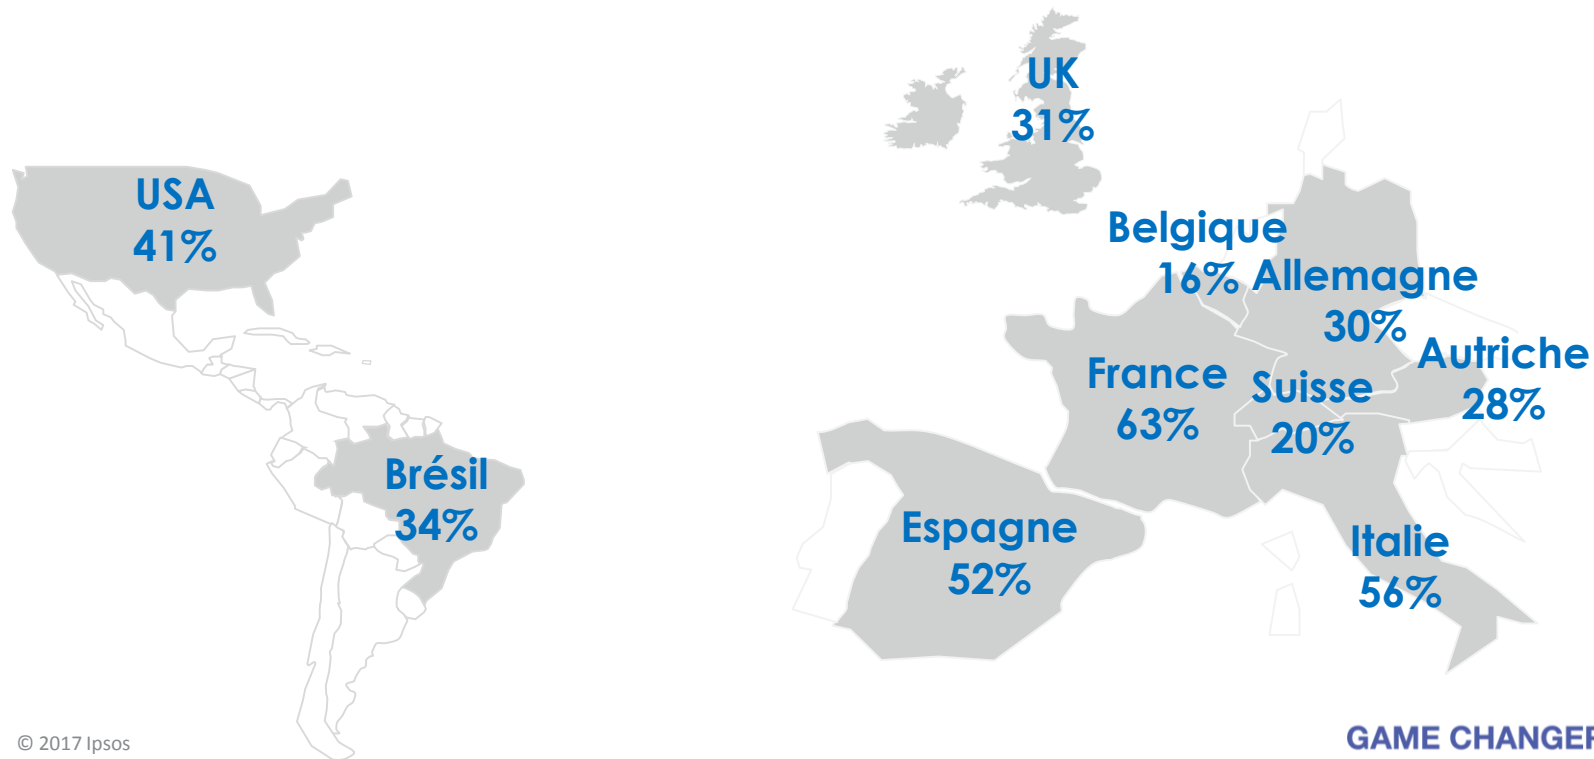 UK
31%
USA
41%
Belgique
16%
Allemagne
30%
Autriche
28%
France
63%
Suisse
20%
Brésil
34%
Espagne
52%
Italie
56%
© 2017 Ipsos
GAME CHANGER